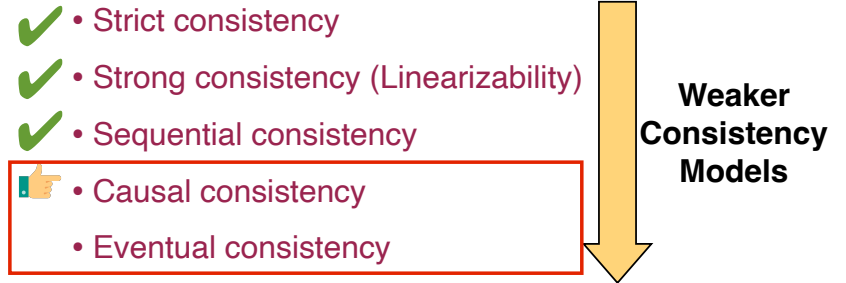 • Strict consistency
• Strong consistency (Linearizability)
• Sequential consistency
• Causal consistency
• Eventual consistency
Weaker
Consistency
Models